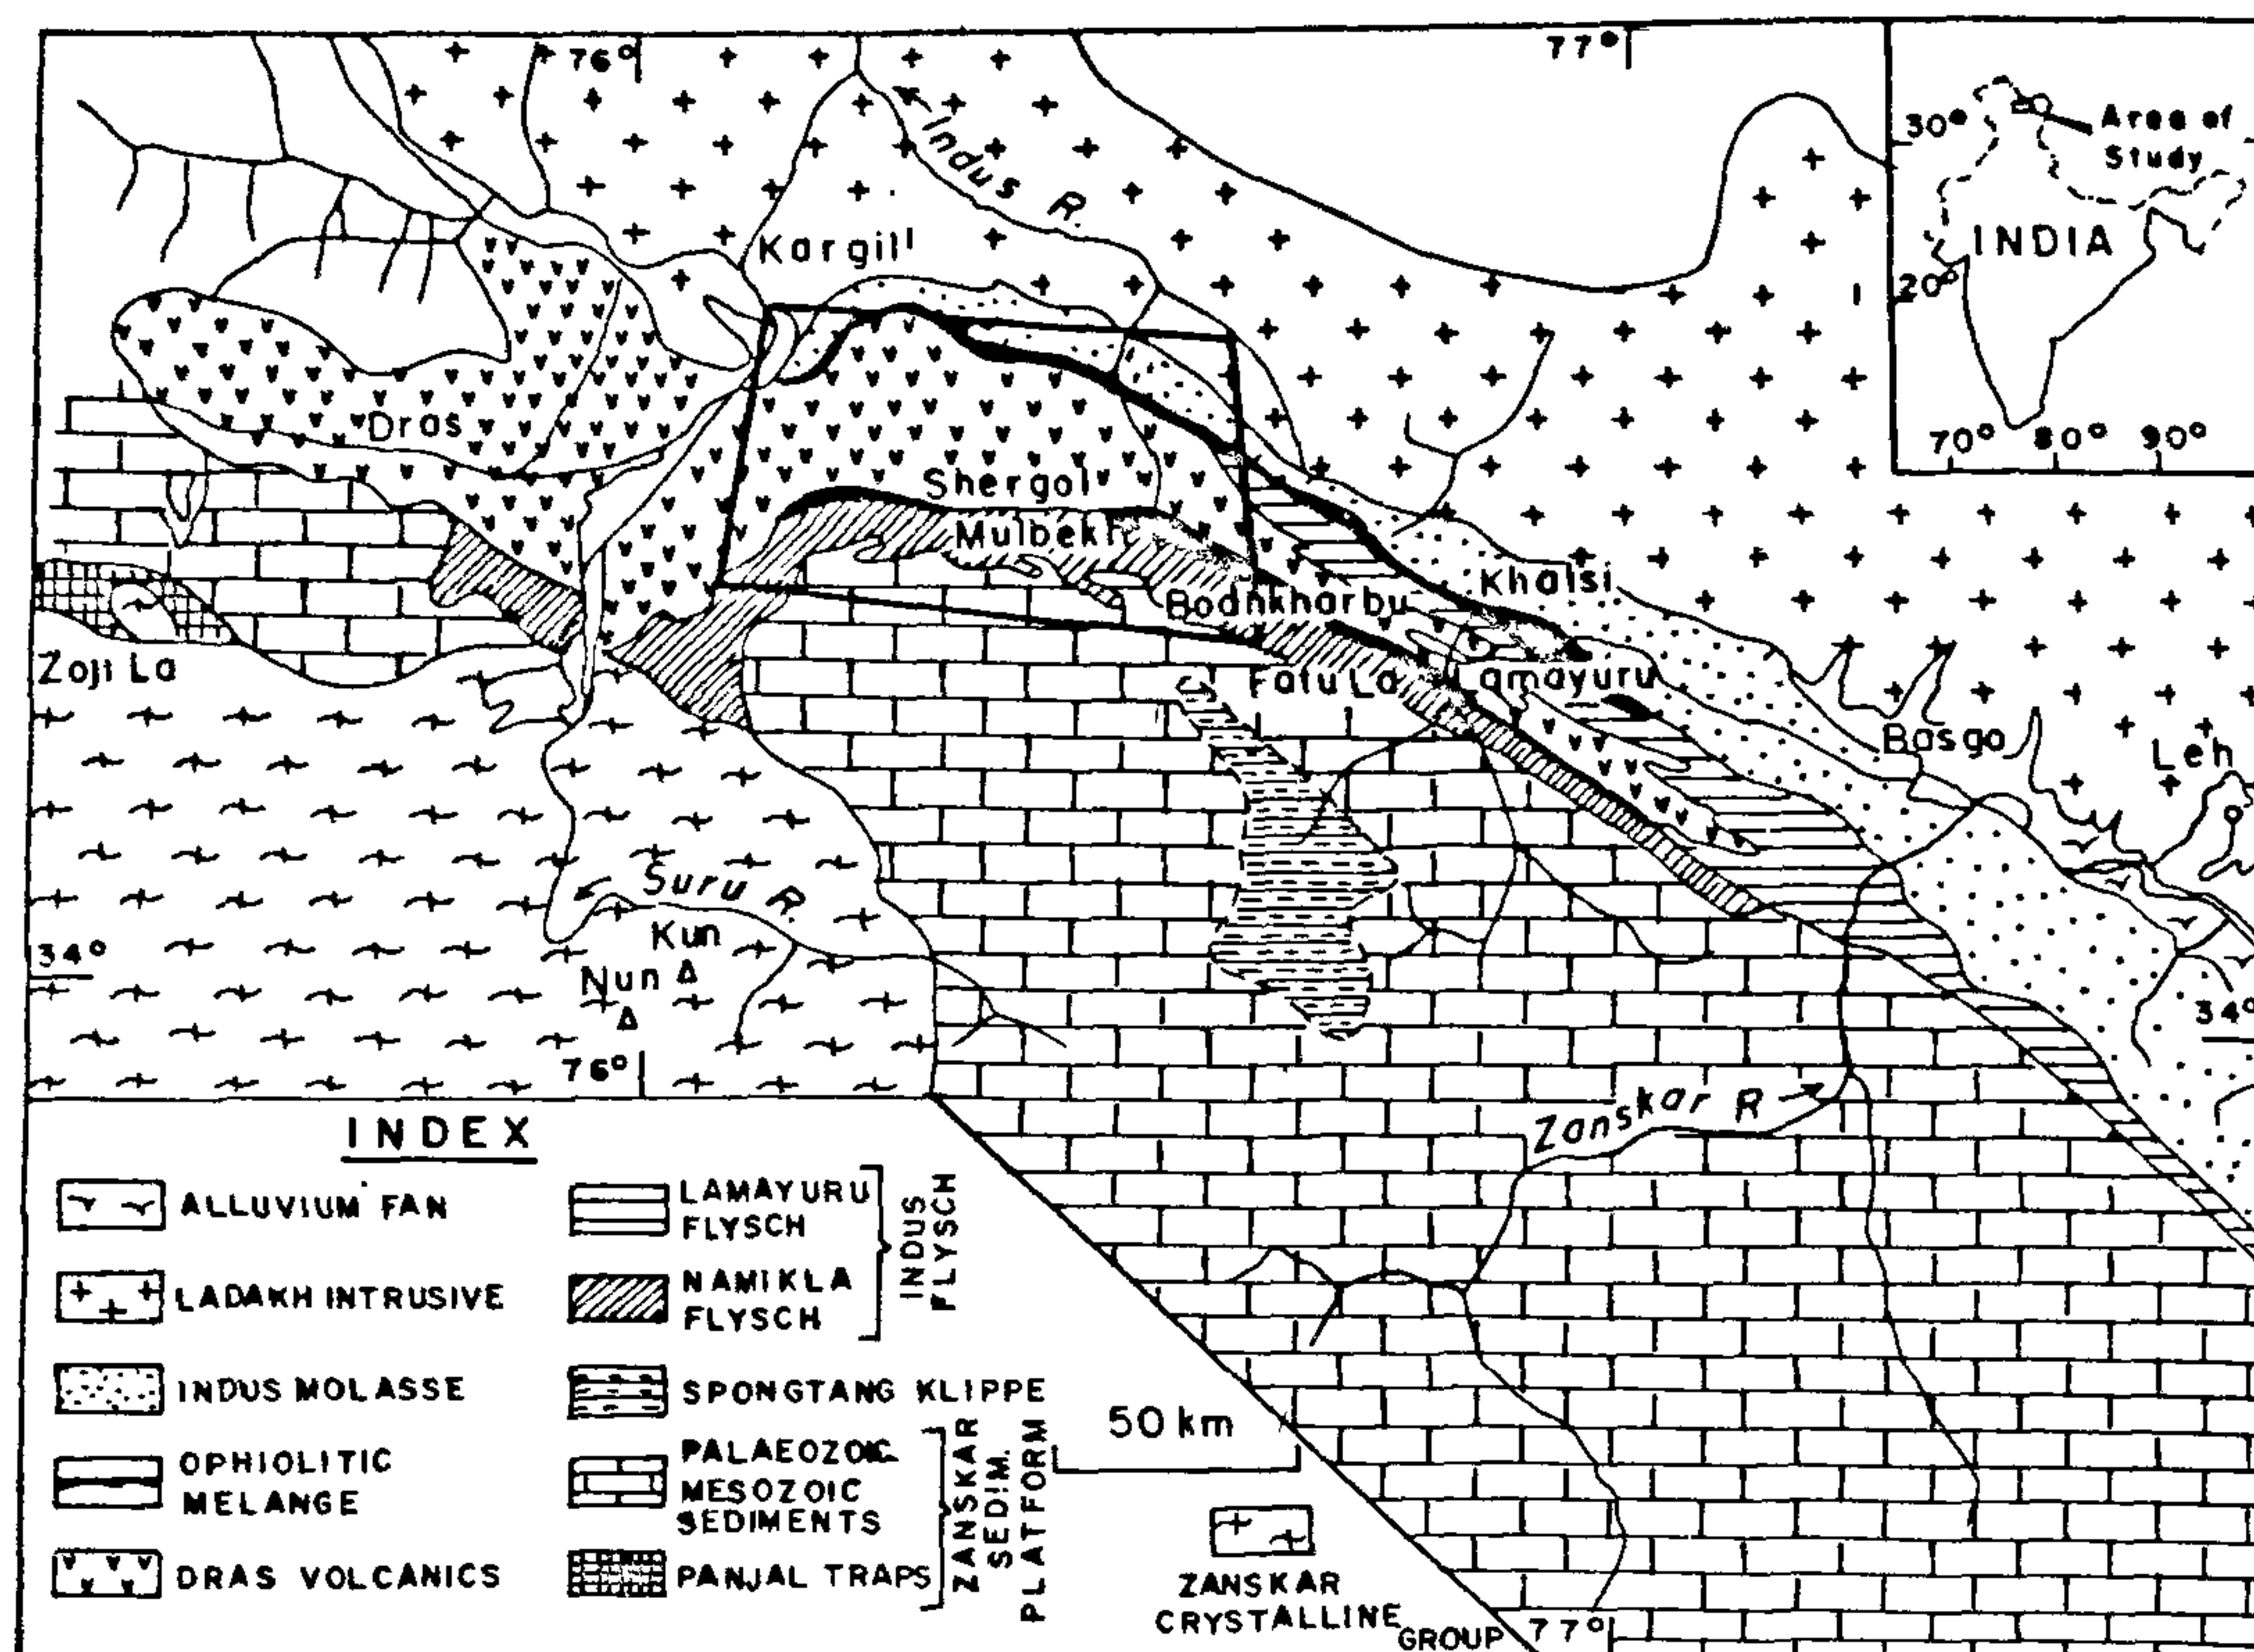 76°
77°
Indus R.
30°
Area of
Study
INDIA
20°
70° 80° 90°
Kargil
Dras
Shergol
Mulbekh
Khalsi
Bodhkharbu
Zoji La
Fatu La
Lamayuru
Basgo
Leh
Suru R.
Kun
Nun
34°
34°
76°
Zanskar R
INDEX
ALLUVIUM FAN
LADAKH INTRUSIVE
INDUS MOLASSE
OPHIOLITIC
MELANGE
DRAS VOLCANICS
LAMAYURU
FLYSCH
NAMIKLA
FLYSCH
INDUS
FLYSCH
SPONGTANG KLIPPE
PALAEOZOIC
MESOZOIC
SEDIMENTS
PANJAL TRAPS
ZANSKAR
SEDIM.
PLATFORM
50 km
ZANSKAR
CRYSTALLINE
GROUP
77°